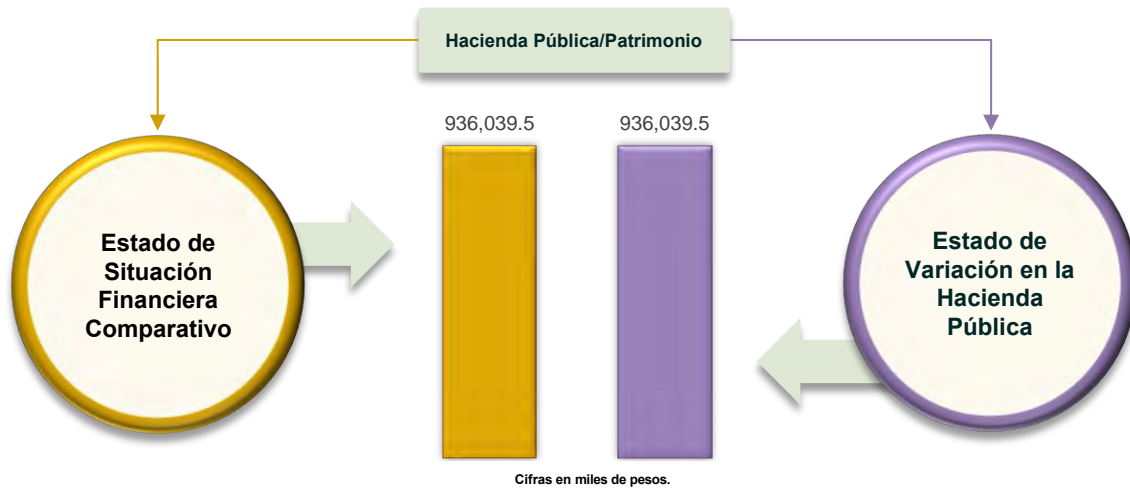 Hacienda Pública/Patrimonio
936,039.5
936,039.5
Estado de
Situación
Financiera
Comparativo
Estado de
Variación en la
Hacienda
Pública
Cifras en miles de pesos.